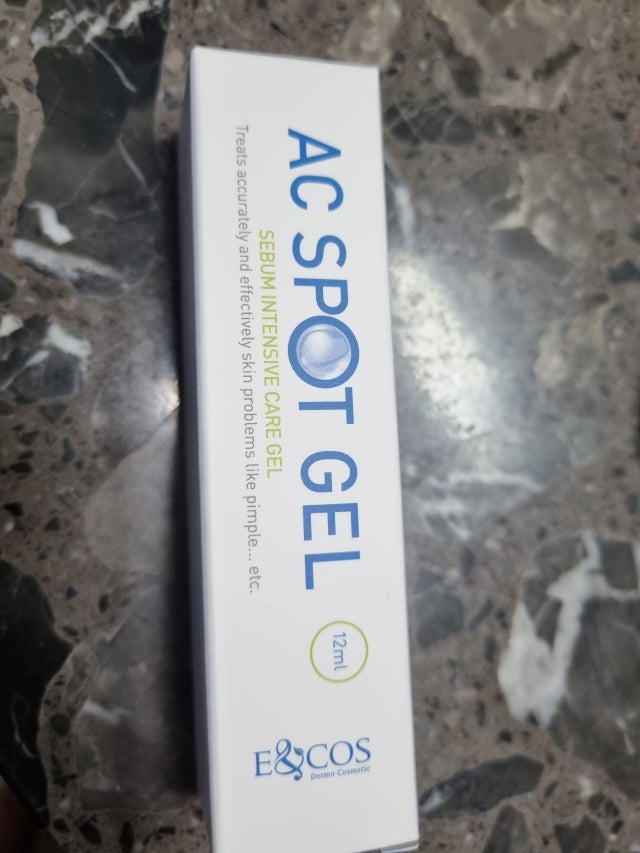 AC SPOT GEL
SEBUM INTENSIVE CARE GEL
Treats accurately and effectively skin problems like pimple... etc.
12ml
E&COS
Dermo Cosmetic